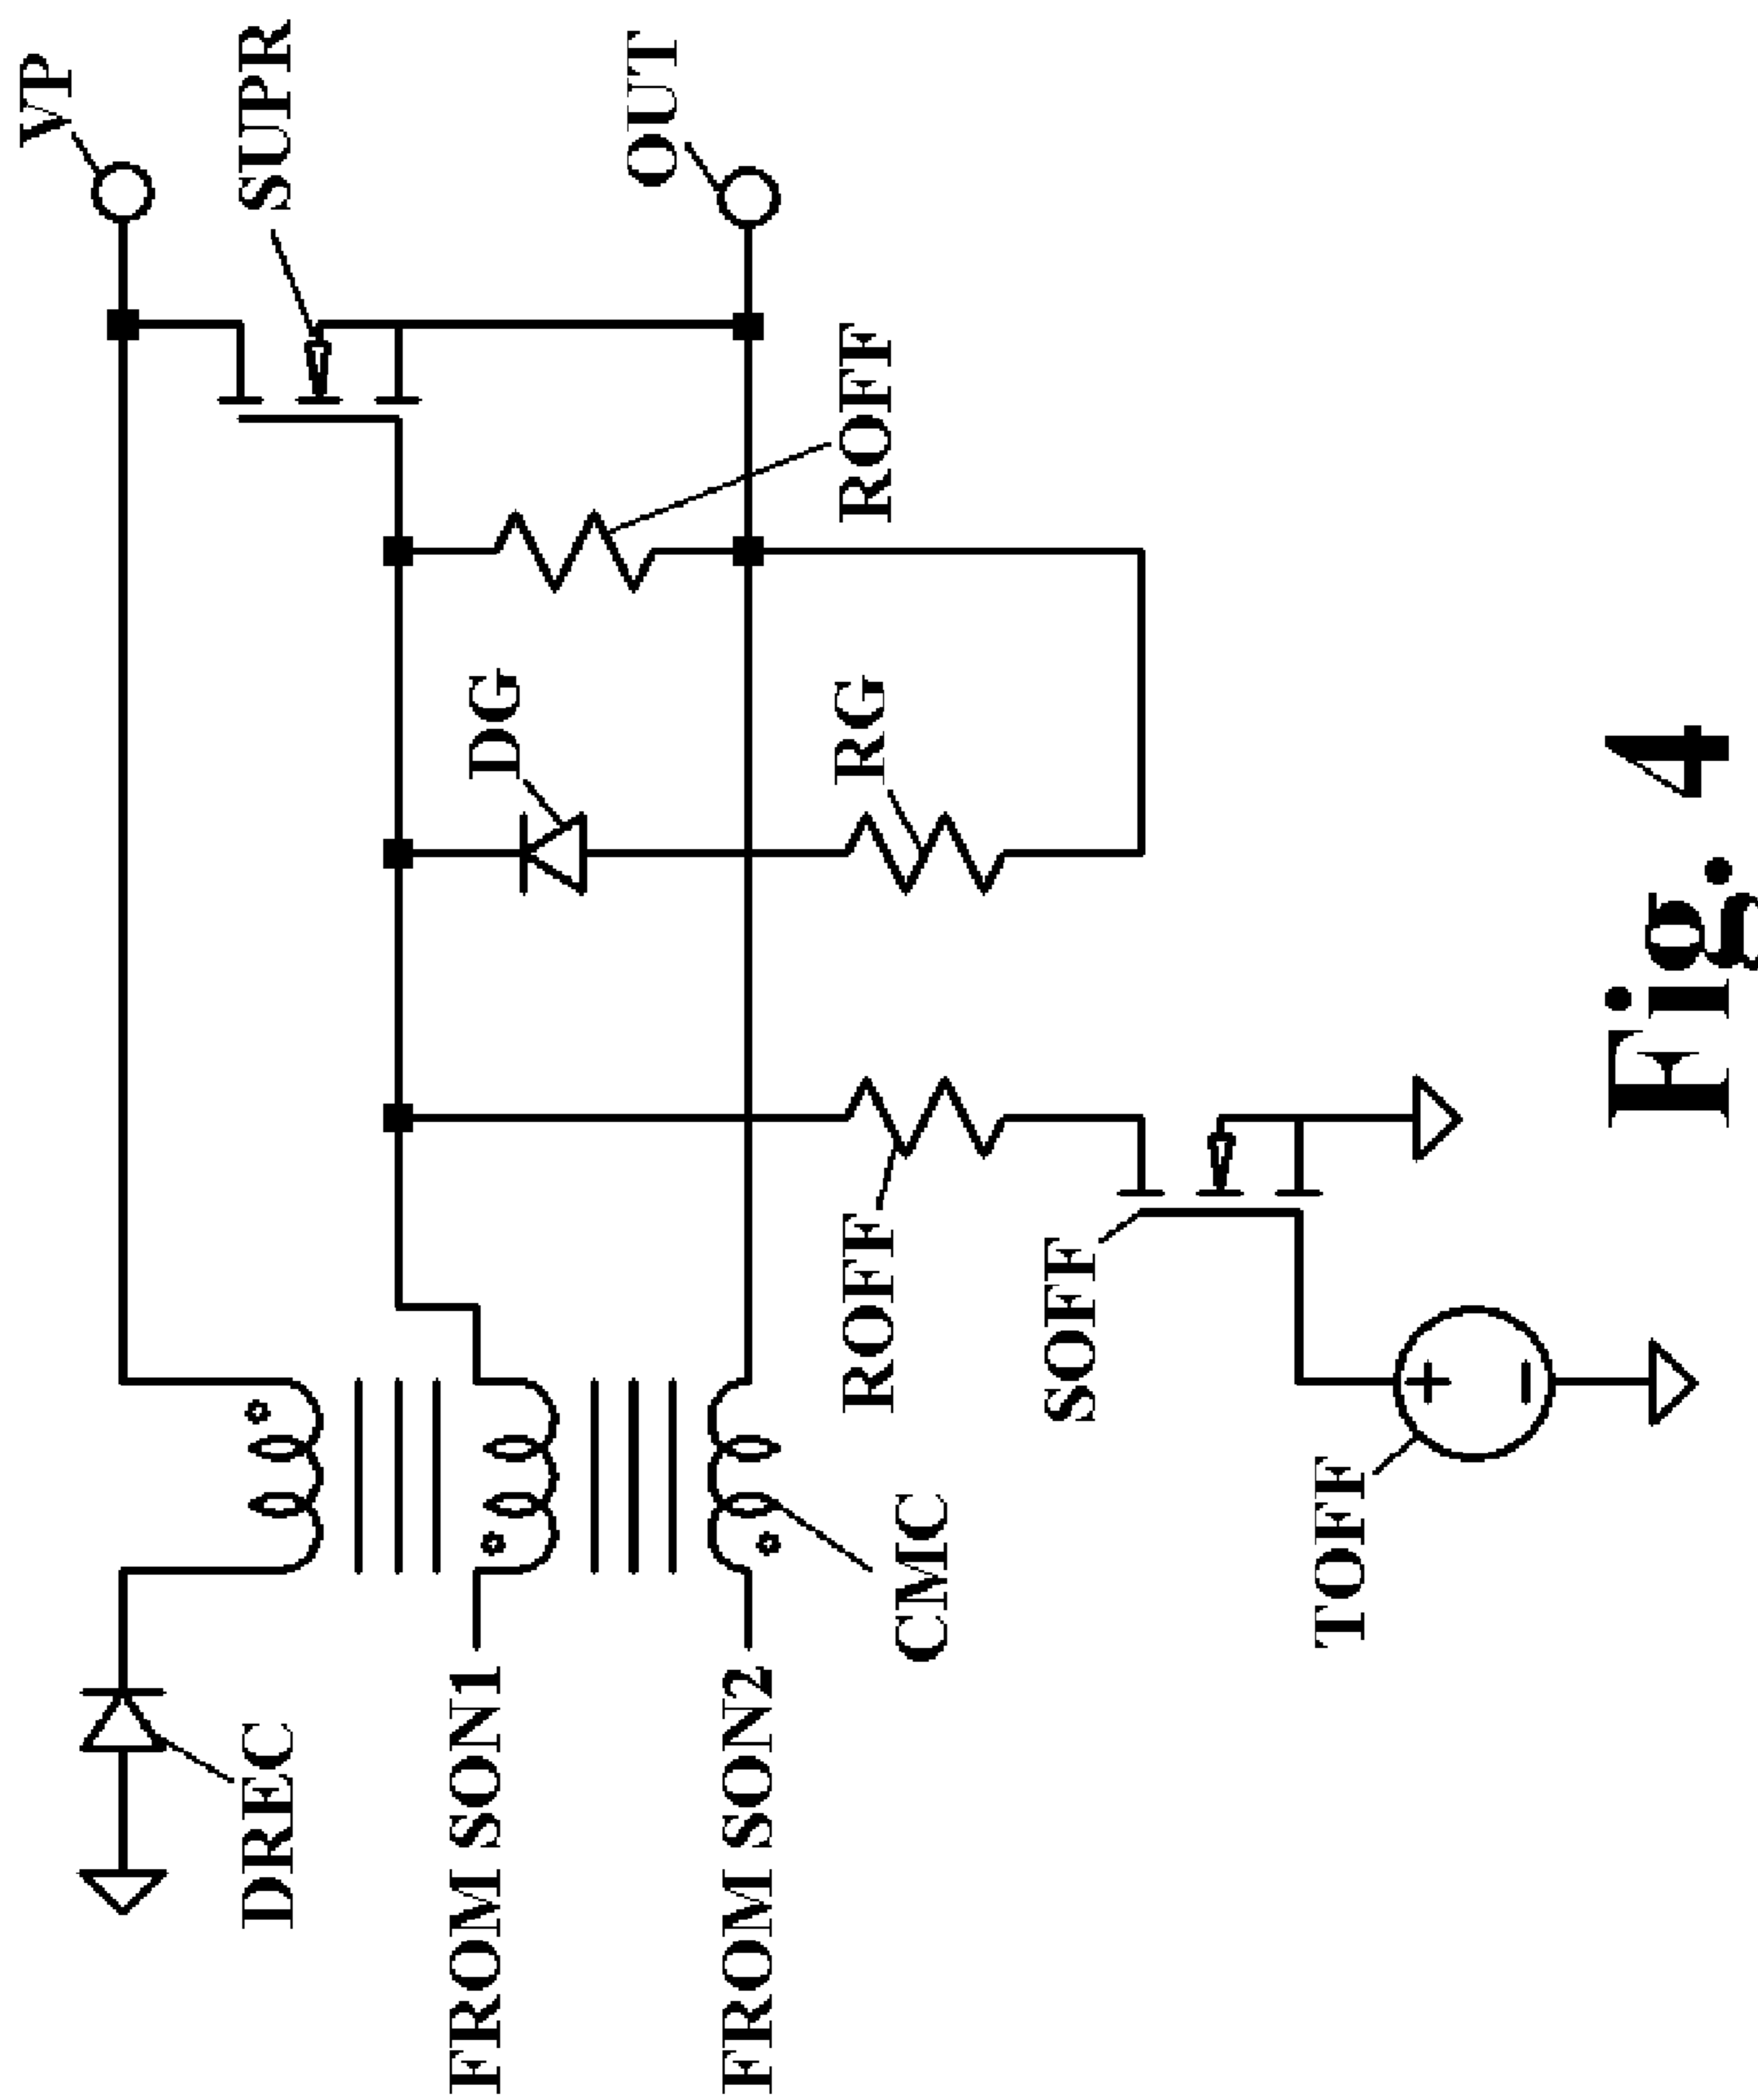 VP
SUPR
OUT
ROFF
DG
RG
ROFF
SOFF
TOFF
CMC
DREC
FROM SON1
FROM SON2
+
−
Fig. 4